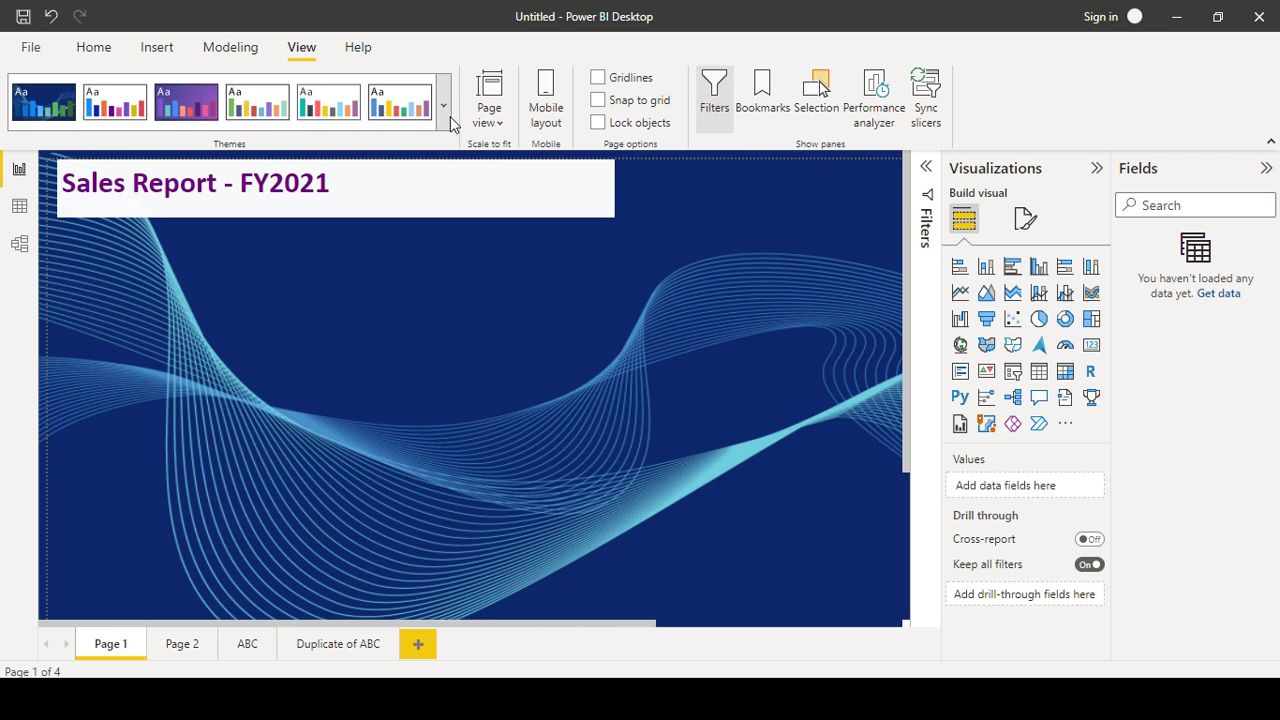 Untitled - Power BI Desktop
Sign in
File Home Insert Modeling View Help
Aa Aa Aa Aa Aa Aa
Page view
Mobile layout
Gridlines
Snap to grid
Lock objects
Filters
Bookmarks
Selection
Performance analyzer
Sync slicers
Themes
Scale to fit
Mobile
Page options
Show panes
Sales Report - FY2021
Filters
Visualizations
Build visual
123
R
Py
Values
Add data fields here
Drill through
Cross-report
Off
Keep all filters
On
Add drill-through fields here
Fields
Search
You haven't loaded any
data yet. Get data
Page 1 Page 2 ABC Duplicate of ABC
Page 1 of 4